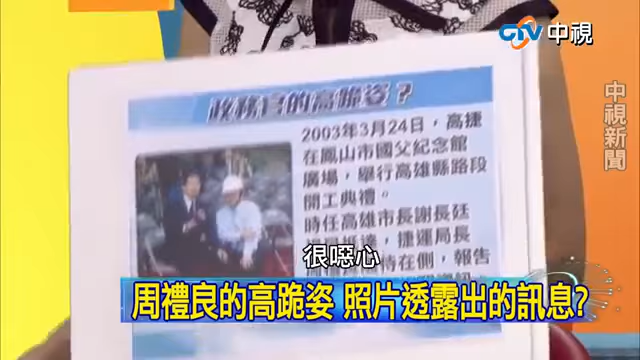 CTV中視
中視新聞
政務官的高跪姿？
2003年3月24日，高捷
在鳳山市國父紀念館
廣場，舉行高雄縣路段
開工典禮。
時任高雄市長謝長廷
捷運局長
在側，報告
很噁心
周禮良的高跪姿 照片透露出的訊息?